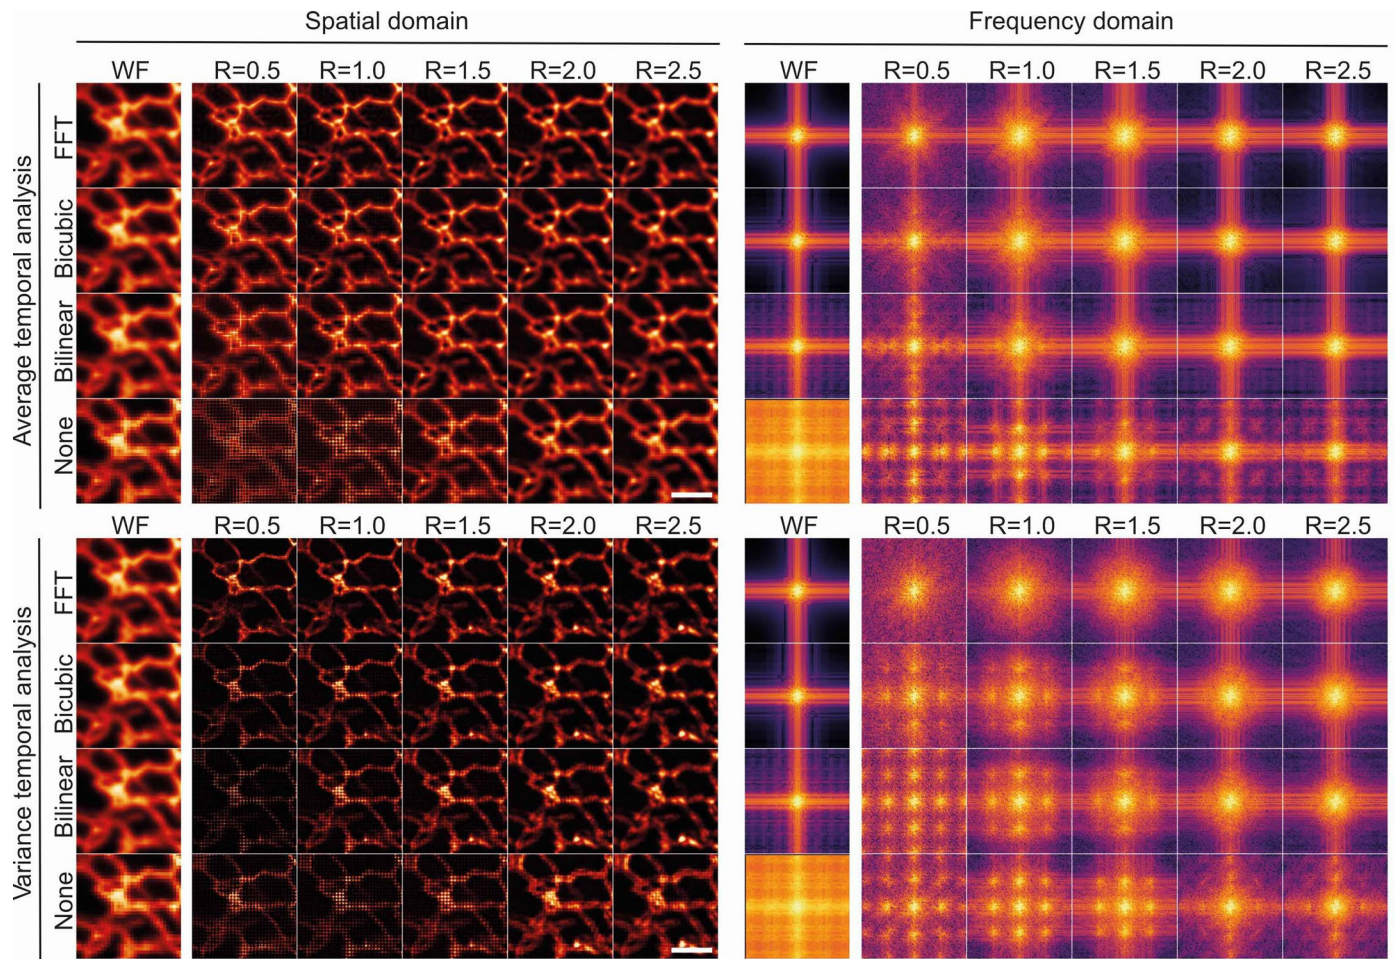 Spatial domain
Frequency domain
WF R=0.5 R=1.0 R=1.5 R=2.0 R=2.5
WF R=0.5 R=1.0 R=1.5 R=2.0 R=2.5
Average temporal analysis
FFT
Bicubic
Bilinear
None
WF R=0.5 R=1.0 R=1.5 R=2.0 R=2.5
WF R=0.5 R=1.0 R=1.5 R=2.0 R=2.5
Variance temporal analysis
FFT
Bicubic
Bilinear
None